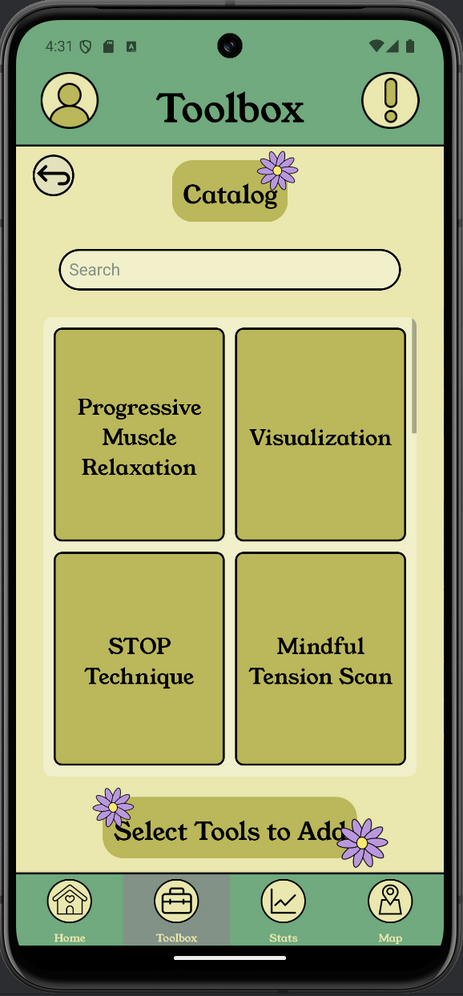 4:31
Toolbox
Catalog
Search
Progressive
Muscle
Relaxation
Visualization
STOP
Technique
Mindful
Tension Scan
Select Tools to Add
Home
Toolbox
Stats
Map